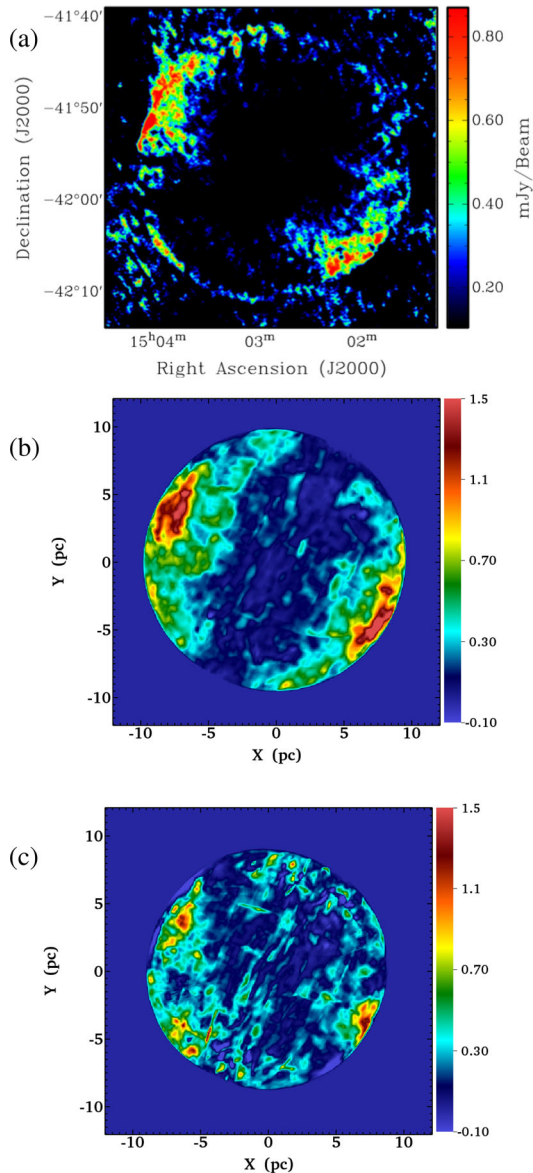 (a)
−41°40′
−41°50′
−42°00′
−42°10′
Declination (J2000)
15ʰ04ᵐ
03ᵐ
02ᵐ
Right Ascension (J2000)
0.80
0.60
0.40
0.20
mJy/Beam
(b)
10
5
0
-5
-10
Y (pc)
-10
-5
0
5
10
X (pc)
1.5
1.1
0.70
0.30
-0.10
(c)
10
5
0
-5
-10
Y (pc)
-10
-5
0
5
10
X (pc)
1.5
1.1
0.70
0.30
-0.10